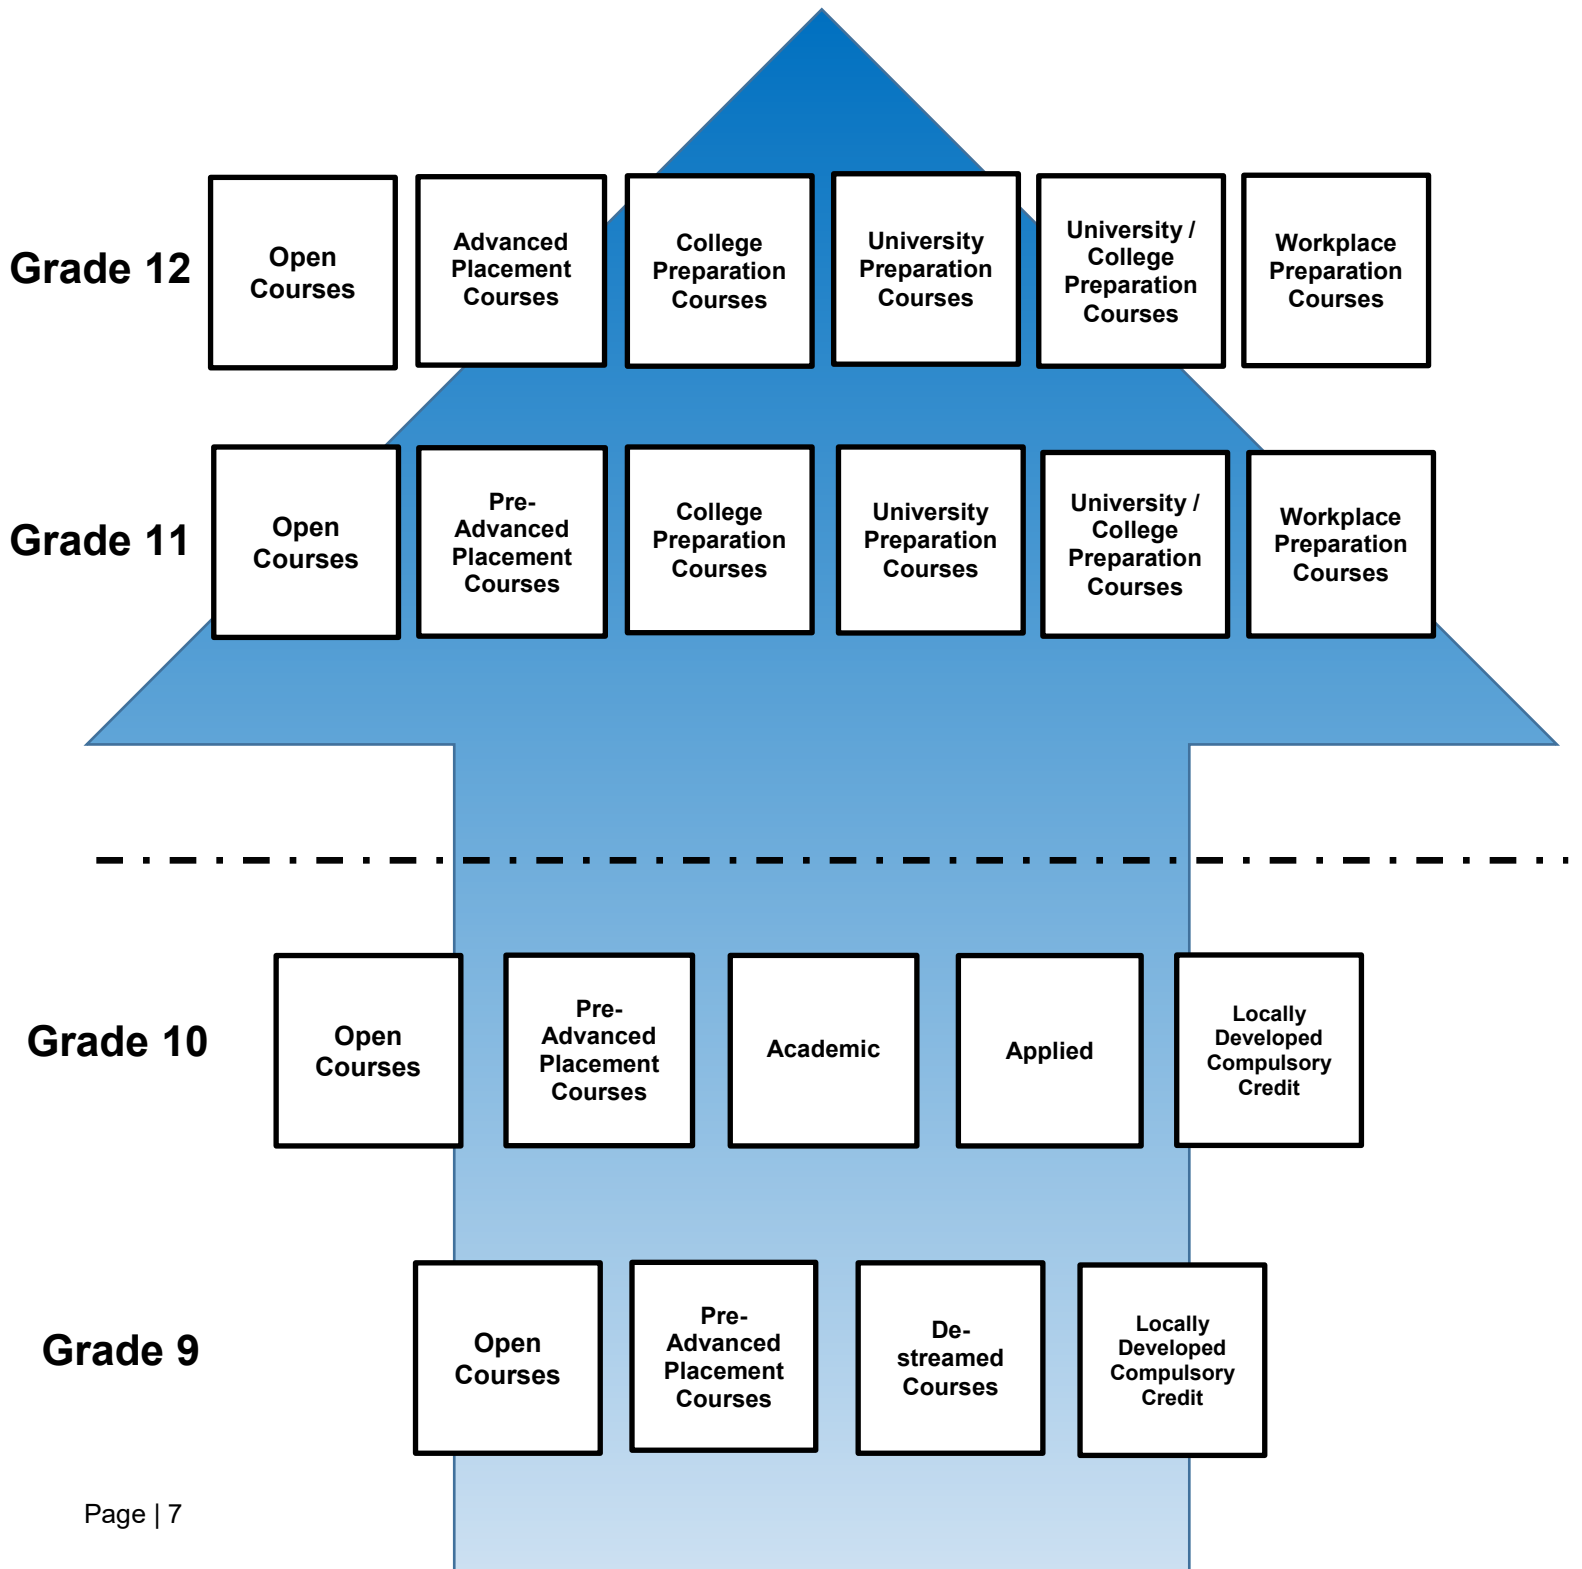 Grade 12
Open
Courses
Advanced
Placement
Courses
College
Preparation
Courses
University
Preparation
Courses
University /
College
Preparation
Courses
Workplace
Preparation
Courses
Grade 11
Open
Courses
Pre-
Advanced
Placement
Courses
College
Preparation
Courses
University
Preparation
Courses
University /
College
Preparation
Courses
Workplace
Preparation
Courses
Grade 10
Open
Courses
Pre-
Advanced
Placement
Courses
Academic
Applied
Locally
Developed
Compulsory
Credit
Grade 9
Open
Courses
Pre-
Advanced
Placement
Courses
De-
streamed
Courses
Locally
Developed
Compulsory
Credit
Page | 7